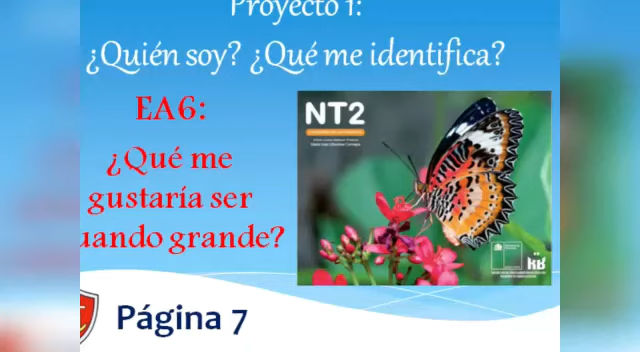 Proyecto 1:
¿Quién soy? ¿Qué me identifica?
EA6:
¿Qué me
gustaría ser
uando grande?
NT2
Página 7